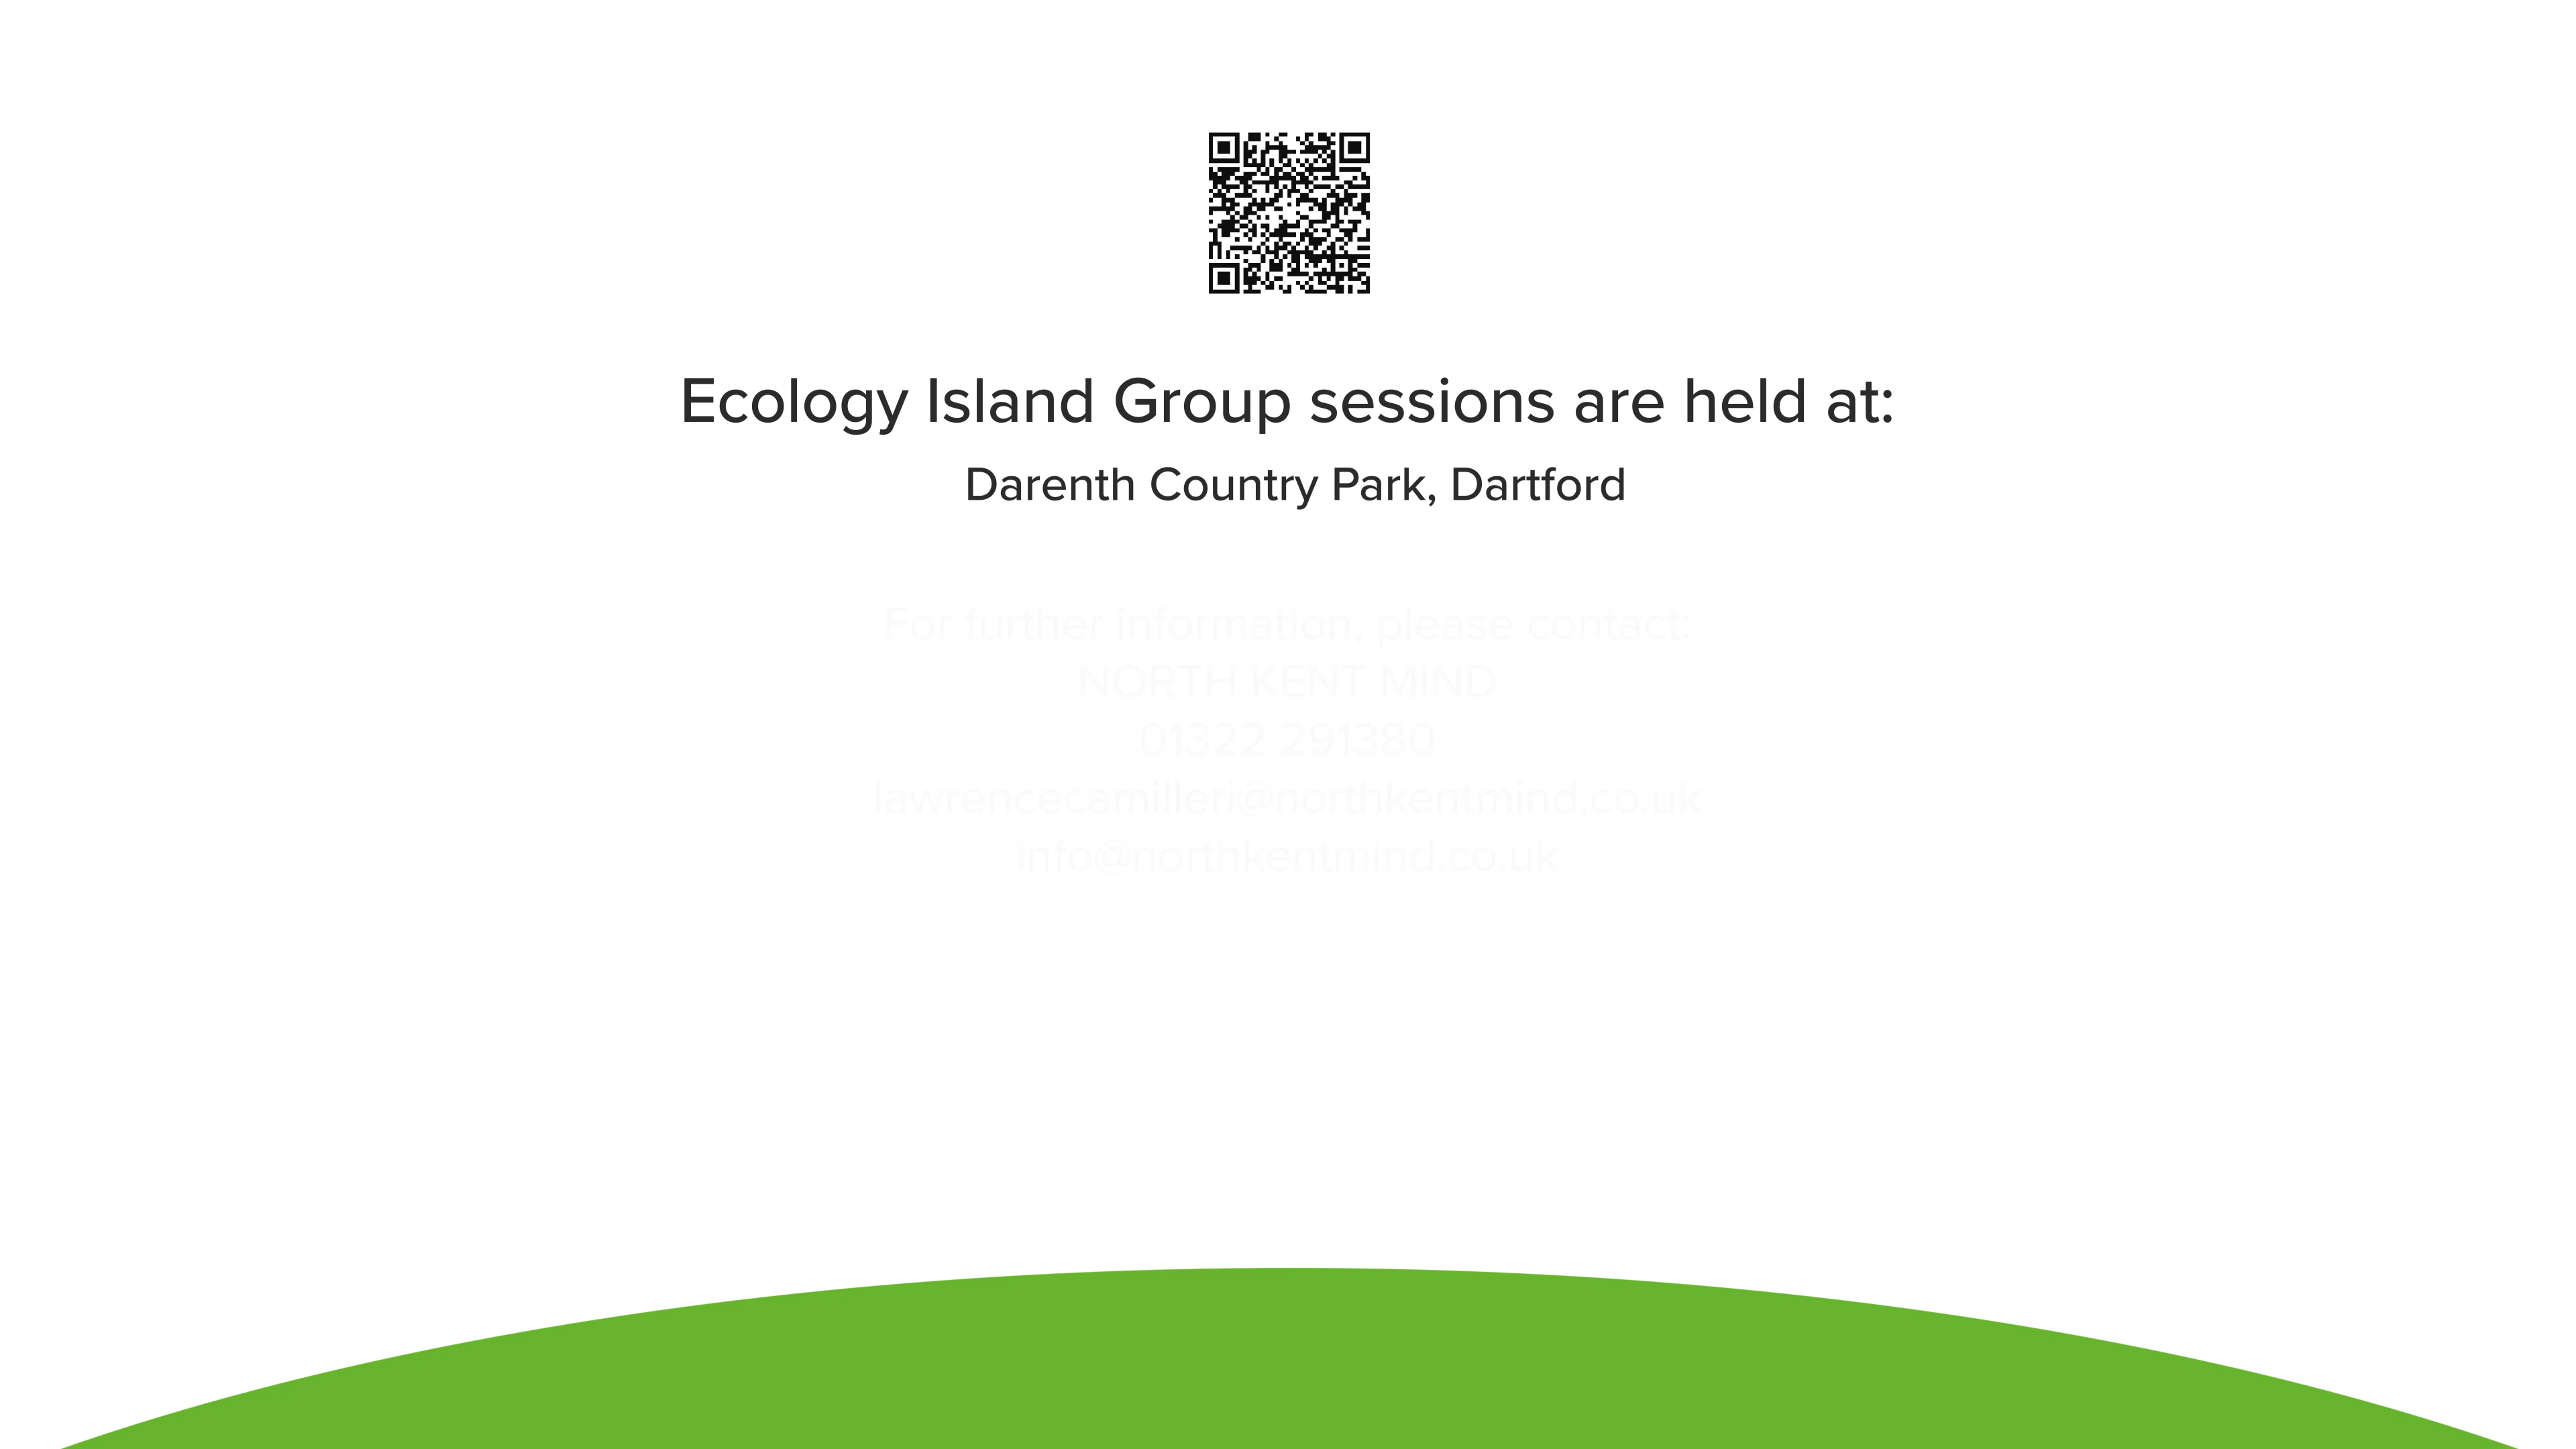 Ecology Island Group sessions are held at:
Darenth Country Park, Dartford
For further information, please contact:
NORTH KENT MIND
01322 291380
lawrencecamilleri@northkentmind.co.uk
info@northkentmind.co.uk